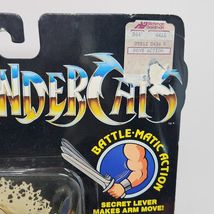 NDERCATS
BATTLE-MATIC ACTION
SECRET LEVER
MAKES ARM MOVE!